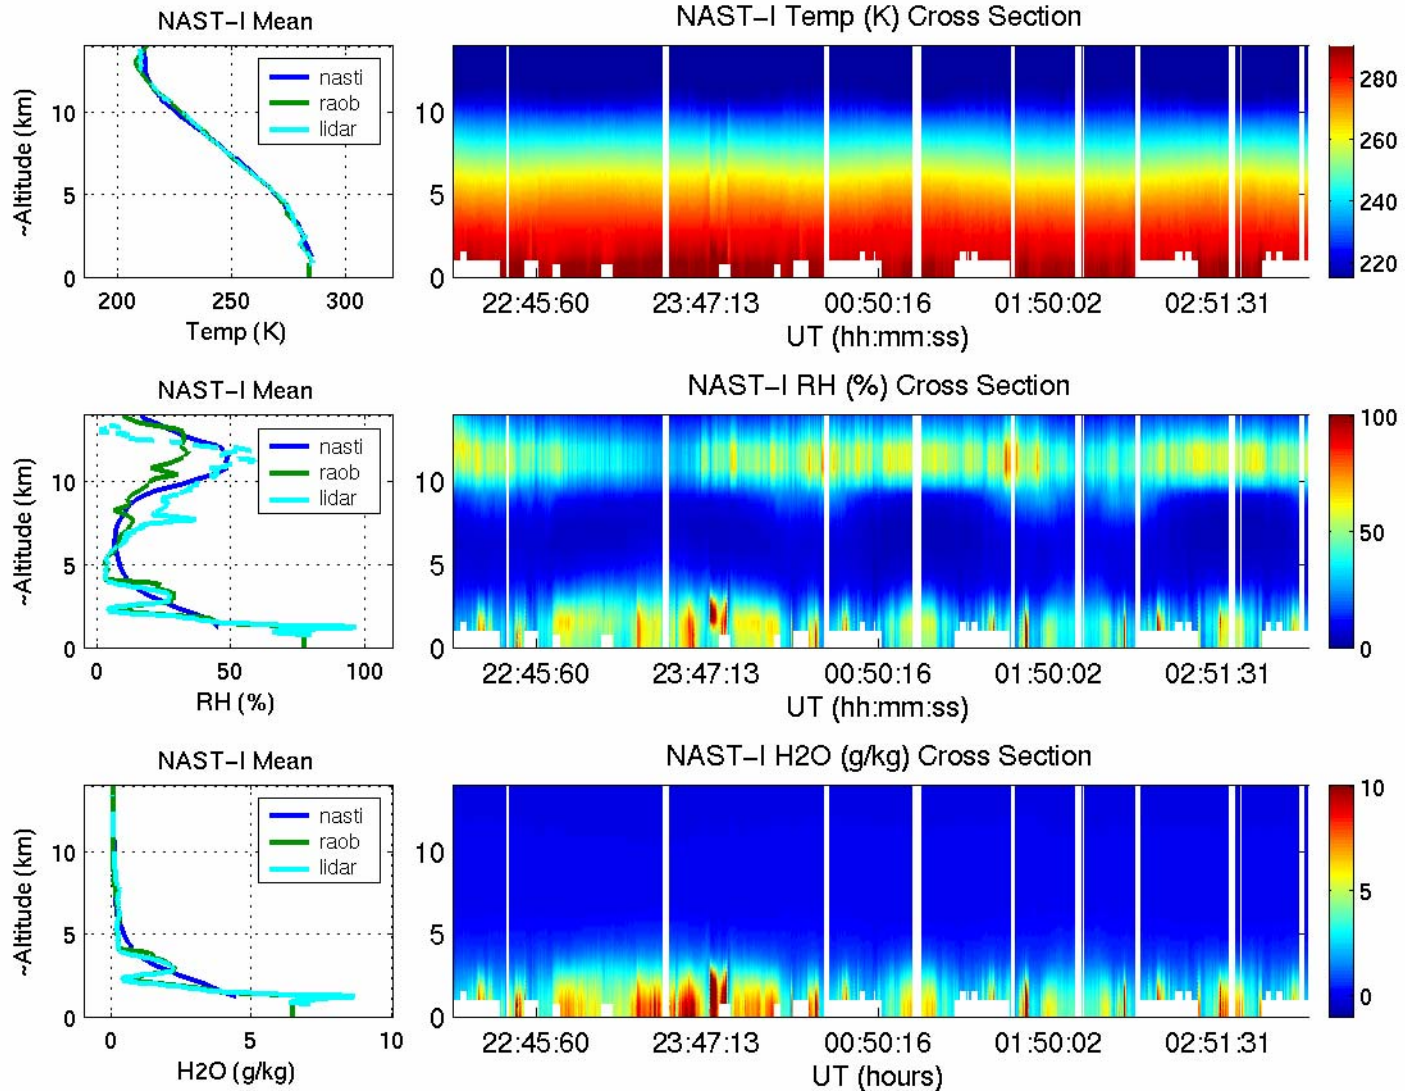 NAST-I Mean
NAST-I Temp (K) Cross Section
~Altitude (km)
10
5
0
nasti
raob
lidar
200
250
300
Temp (K)
10
5
0
22:45:60
23:47:13
00:50:16
01:50:02
02:51:31
UT (hh:mm:ss)
280
260
240
220
NAST-I Mean
NAST-I RH (%) Cross Section
~Altitude (km)
10
5
0
nasti
raob
lidar
0
50
100
RH (%)
10
5
0
22:45:60
23:47:13
00:50:16
01:50:02
02:51:31
UT (hh:mm:ss)
100
50
0
NAST-I Mean
NAST-I H2O (g/kg) Cross Section
~Altitude (km)
10
5
0
nasti
raob
lidar
0
5
10
H2O (g/kg)
10
5
0
22:45:60
23:47:13
00:50:16
01:50:02
02:51:31
UT (hours)
10
5
0